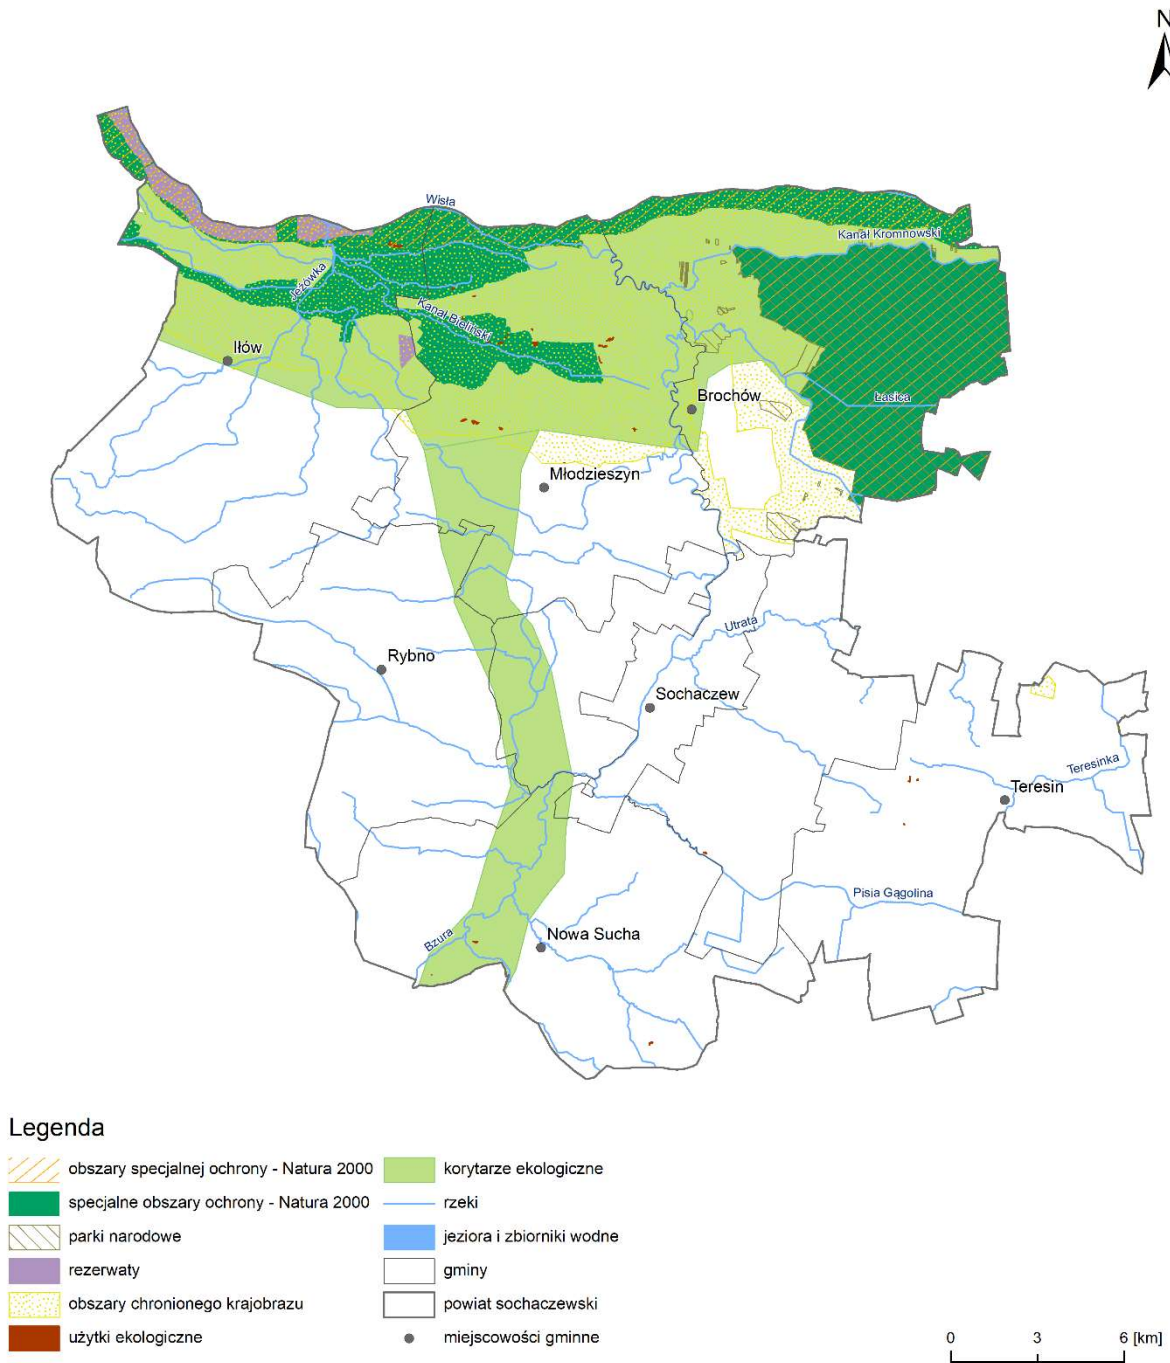 N
Wisła
Kanał Kromnowski
Jeżówka
Kanał Bieliński
Iłów
Łasica
Brochów
Młodzieszyn
Utrata
Rybno
Sochaczew
Teresinka
Teresin
Pisia Gągolina
Bzura
Nowa Sucha
Legenda
obszary specjalnej ochrony - Natura 2000
specjalne obszary ochrony - Natura 2000
parki narodowe
rezerwaty
obszary chronionego krajobrazu
użytki ekologiczne
korytarze ekologiczne
rzeki
jeziora i zbiorniki wodne
gminy
powiat sochaczewski
miejscowości gminne
0 3 6 [km]